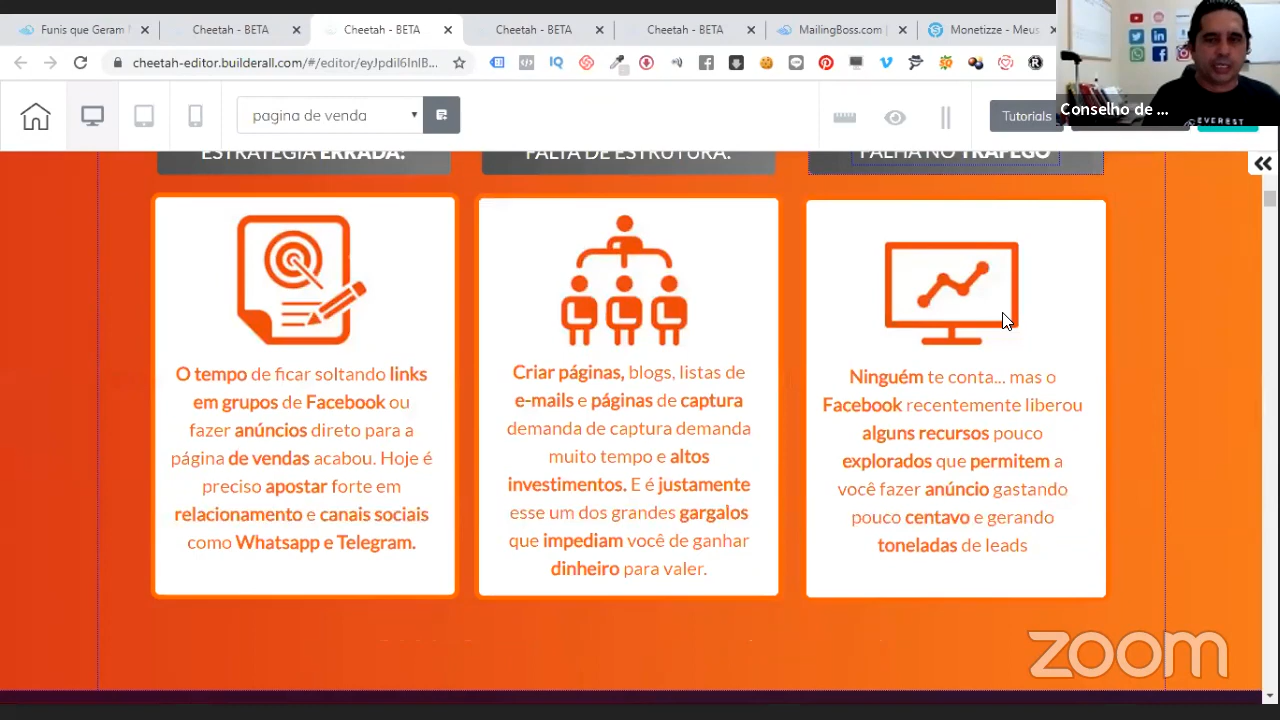 Funis que Geram
Cheetah - BETA
Cheetah - BETA
Cheetah - BETA
Cheetah - BETA
MailingBoss.com |
Monetizze - Meus
cheetah-editor.builderall.com/#/editor/eyJpdiI6InlB...
pagina de venda
Tutorials
Conselho de ...
EVEREST
ESTRATÉGIA ERRADA.
FALTA DE ESTRUTURA.
FALHA NO TRÁFEGO
O tempo de ficar soltando links
em grupos de Facebook ou
fazer anúncios direto para a
página de vendas acabou. Hoje é
preciso apostar forte em
relacionamento e canais sociais
como Whatsapp e Telegram.
Criar páginas, blogs, listas de
e-mails e páginas de captura
demanda de captura demanda
muito tempo e altos
investimentos. E é justamente
esse um dos grandes gargalos
que impediam você de ganhar
dinheiro para valer.
Ninguém te conta... mas o
Facebook recentemente liberou
alguns recursos pouco
explorados que permitem a
você fazer anúncio gastando
pouco centavo e gerando
toneladas de leads
zoom